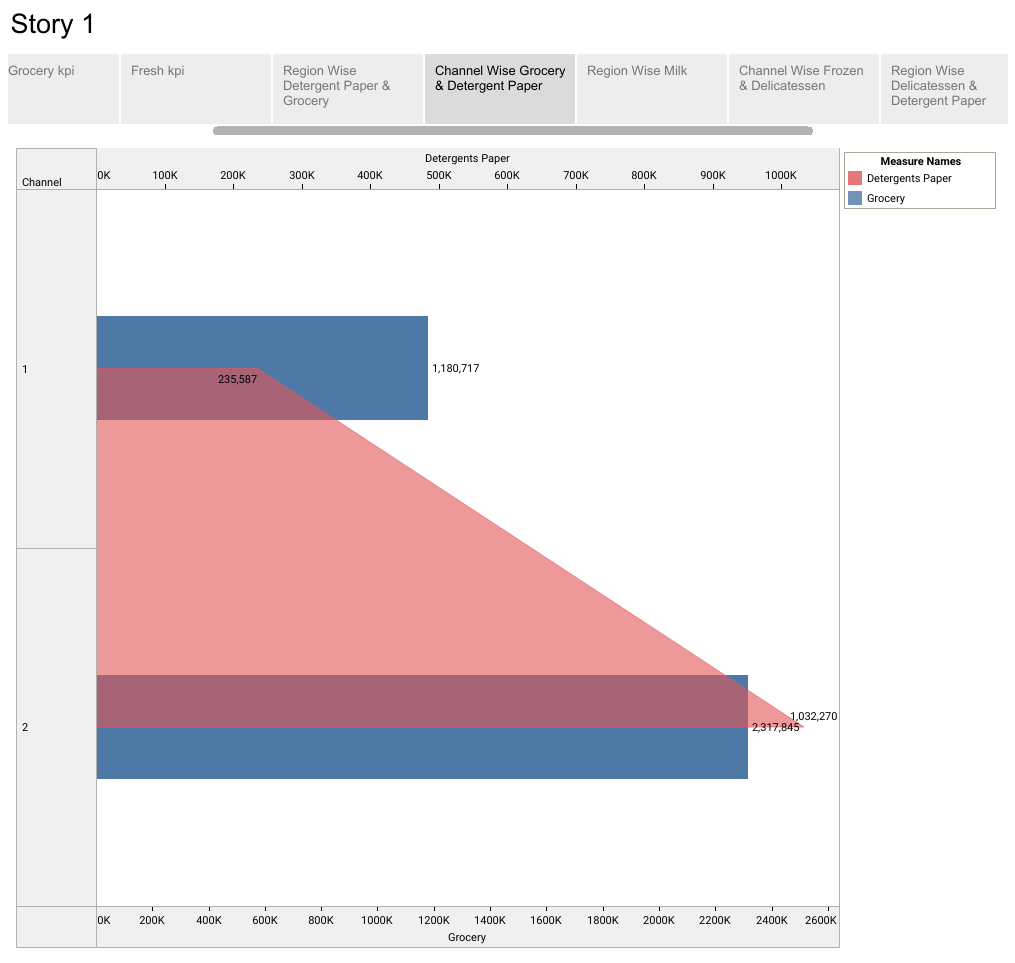 Story 1
Grocery kpi
Fresh kpi
Region Wise
Detergent Paper &
Grocery
Channel Wise Grocery
& Detergent Paper
Region Wise Milk
Channel Wise Frozen
& Delicatessen
Region Wise
Delicatessen &
Detergent Paper
Detergents Paper
0K 100K 200K 300K 400K 500K 600K 700K 800K 900K 1000K
Channel
Measure Names
Detergents Paper
Grocery
1
1,180,717
235,587
2
1,032,270
2,317,845
0K 200K 400K 600K 800K 1000K 1200K 1400K 1600K 1800K 2000K 2200K 2400K 2600K
Grocery